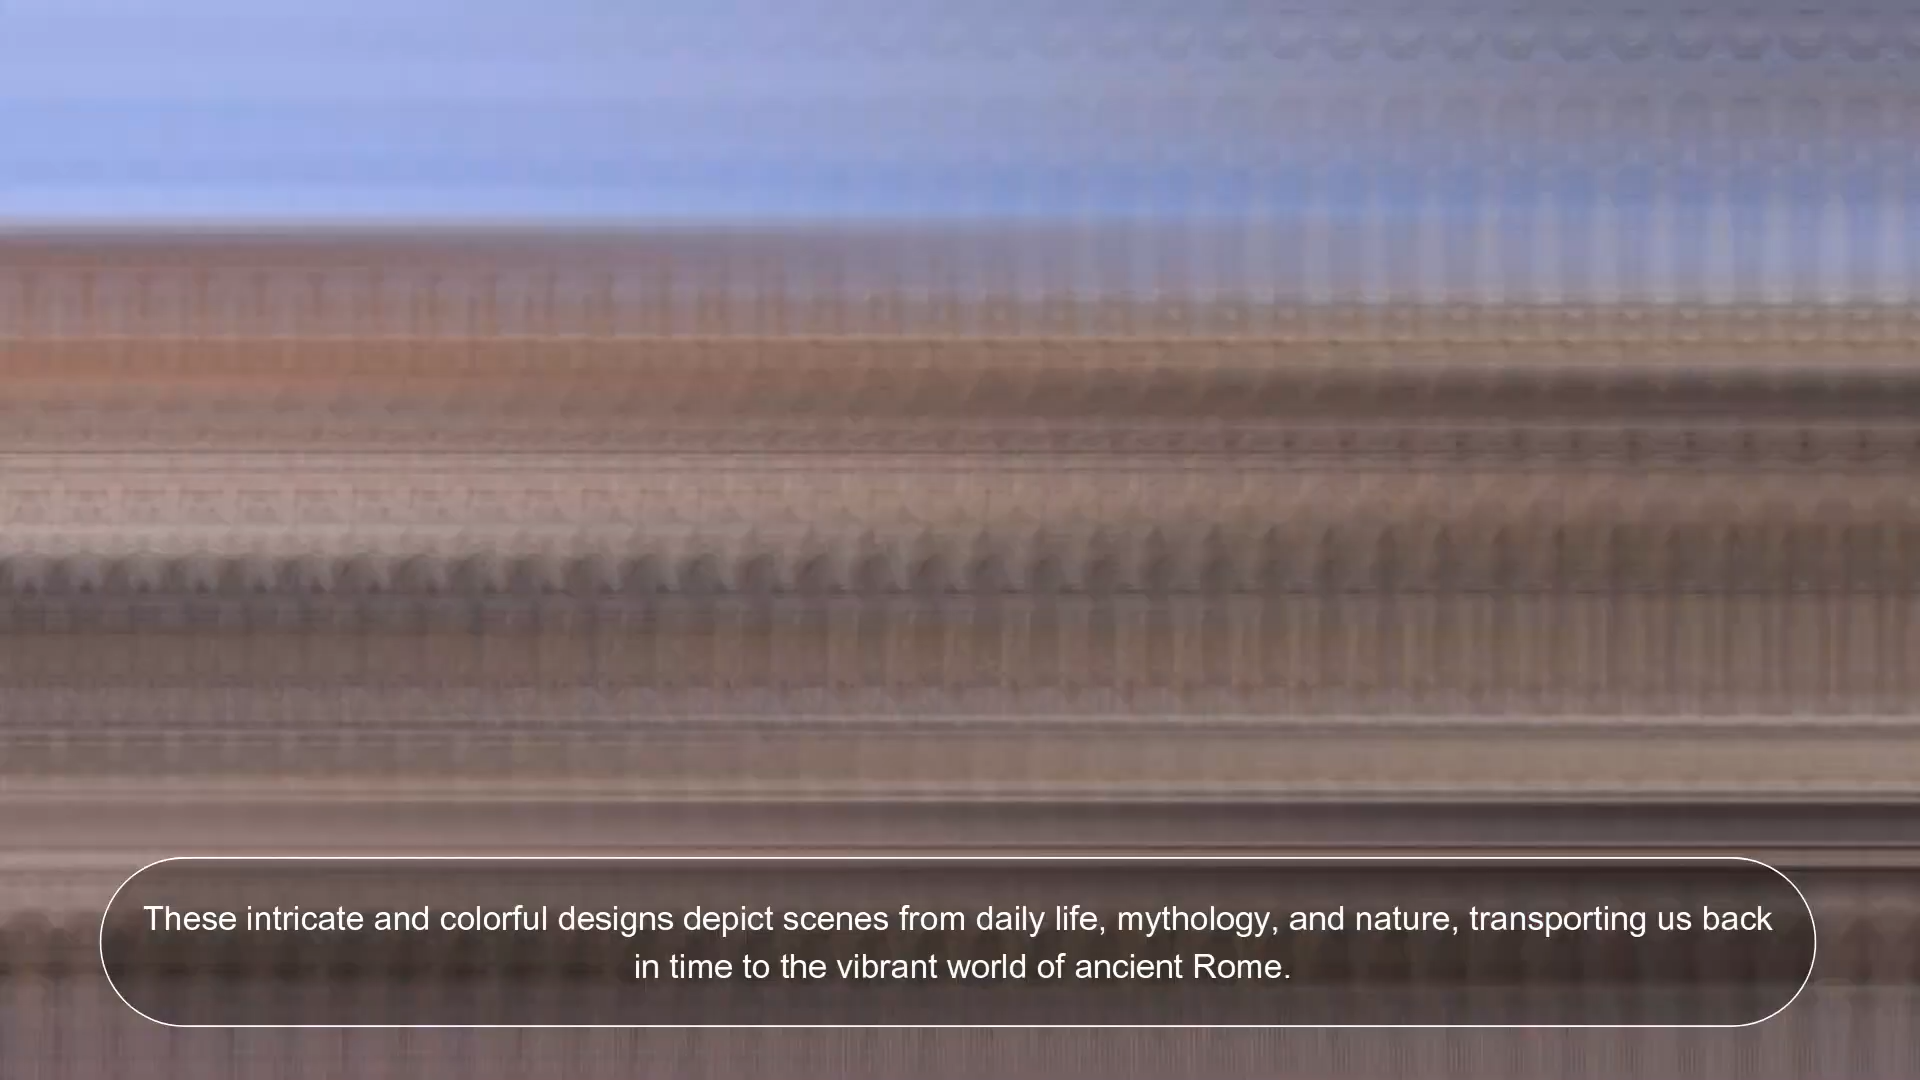 These intricate and colorful designs depict scenes from daily life, mythology, and nature, transporting us back
in time to the vibrant world of ancient Rome.